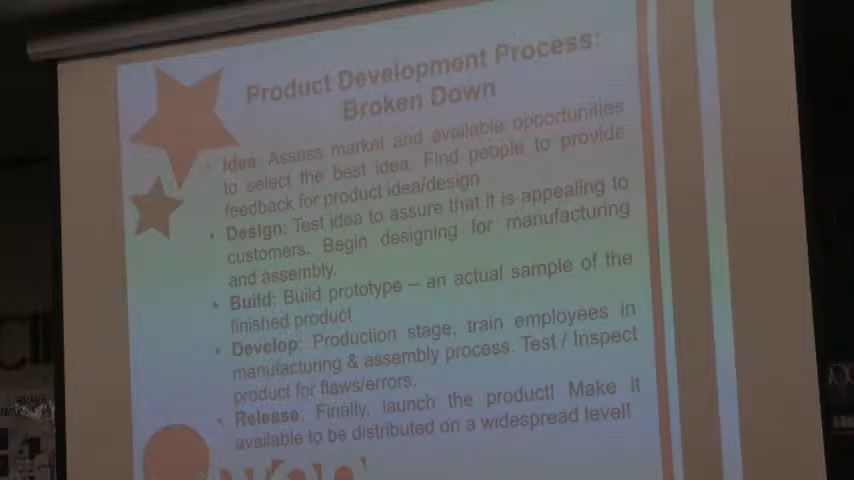 Product Development Process:
Broken Down
• Idea: Assess market and available opportunities
to select the best idea. Find people to provide
feedback for product idea/design
• Design: Test idea to assure that it is appealing to
customers. Begin designing for manufacturing
and assembly.
• Build: Build prototype – an actual sample of the
finished product
• Develop: Production stage, train employees in
manufacturing & assembly process. Test / Inspect
product for flaws/errors.
• Release: Finally, launch the product! Make it
available to be distributed on a widespread level!